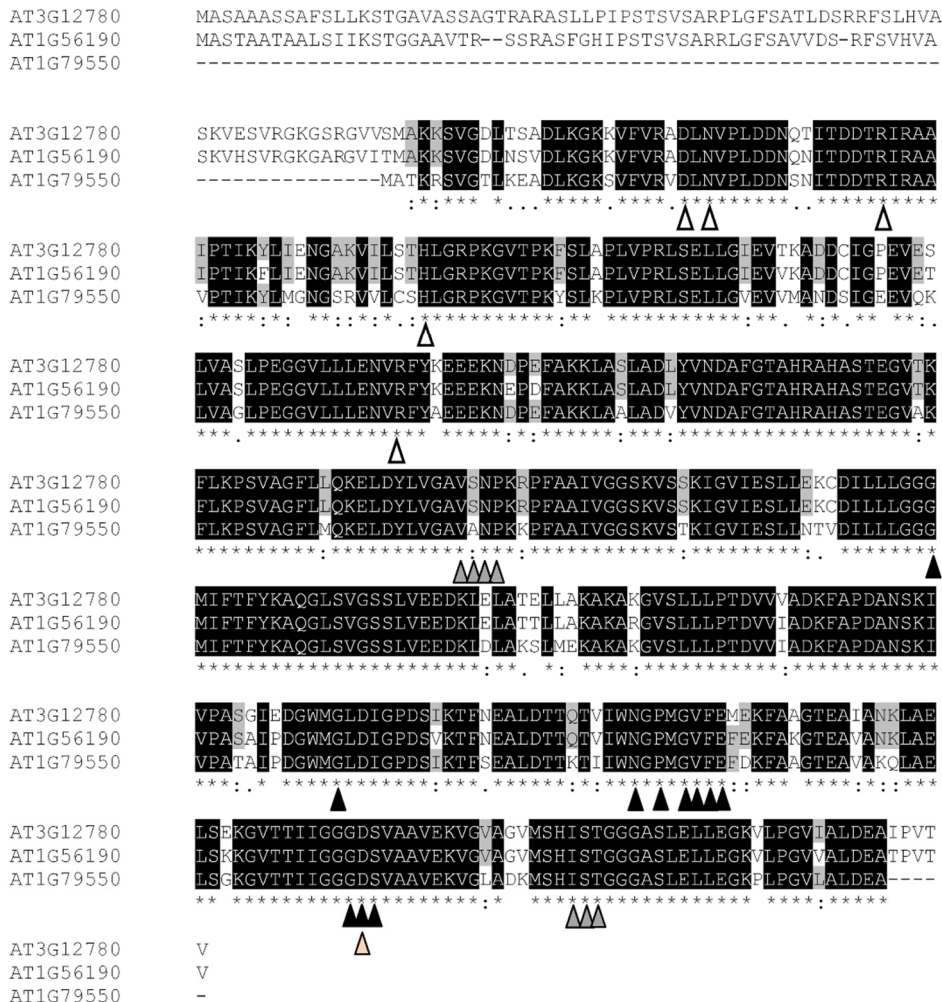 AT3G12780 MASAAASSAFSLLKSTGAVASSAGTRARASLLPIPSTSVSARPLGFSATLDSRRFSLHVA
AT1G56190 MASTAATAALSIIKSTGGAAVTR--SSRASFGHIPSTSVSARRLGFSAVVDS-RFSVHVA
AT1G79550 ------------------------------------------------------------
AT3G12780 SKVESVRGKGSRGVVSMAKKSVGDLTSADLKGKKVFVRADLNVPLDDNQTITDDTRIRAA
AT1G56190 SKVHSVRGKGARGVITMAKKSVGDLNSVDLKGKKVFVRADLNVPLDDNQNITDDTRIRAA
AT1G79550 ---------------MATKRSVGTLKEADLKGKSVFVRVDLNVPLDDNSNITDDTRIRAA
AT3G12780 IPTIKYLIENGAKVILSTHLGRPKGVTPKFSLAPLVPRLSELLGIEVTKADDCIGPEVES
AT1G56190 IPTIKFLIENGAKVILSTHLGRPKGVTPKFSLAPLVPRLSELLGIEVVKADDCIGPEVET
AT1G79550 VPTIKYLMGNGSRVVLCSHLGRPKGVTPKYSLKPLVPRLSELLGVEVVMANDSIGEEVQK
AT3G12780 LVASLPEGGVLLLENVRFYKEEEKNDPEFAKKLASLADLYVNDAFGTAHRAHASTEGVTK
AT1G56190 LVASLPEGGVLLLENVRFYKEEEKNEPDFAKKLASLADLYVNDAFGTAHRAHASTEGVTK
AT1G79550 LVAGLPEGGVLLLENVRFYAEEEKNDPEFAKKLAALADVYVNDAFGTAHRAHASTEGVAK
AT3G12780 FLKPSVAGFLLQKELDYLVGAVSNPKRPFAAIVGGSKVSSKIGVIESLLEKCDILLLGGG
AT1G56190 FLKPSVAGFLLQKELDYLVGAVSNPKRPFAAIVGGSKVSSKIGVIESLLEKCDILLLGGG
AT1G79550 FLKPSVAGFLMQKELDYLVGAVANPKKPFAAIVGGSKVSTKIGVIESLLNTVDILLLGGG
AT3G12780 MIFTFYKAQGLSVGSSLVEEDKLELATELLAKAKAKGVSLLLPTDVVVADKFAPDANSKI
AT1G56190 MIFTFYKAQGLSVGSSLVEEDKLELATTLLAKAKARGVSLLLPTDVVIADKFAPDANSKI
AT1G79550 MIFTFYKAQGLSVGSSLVEEDKLDLAKSLMEKAKAKGVSLLLPTDVVIADKFAPDANSKI
AT3G12780 VPASGIEDGWMGLDIGPDSIKTFNEALDTTQTVIWNGPMGVFEMEKFAAGTEAIANKLAE
AT1G56190 VPASAIPDGWMGLDIGPDSVKTFNEALDTTQTVIWNGPMGVFEFEKFAKGTEAVANKLAE
AT1G79550 VPATAIPDGWMGLDIGPDSIKTFSEALDTTKTIIWNGPMGVFEFDKFAAGTEAVAKQLAE
AT3G12780 LSEKGVTTIIGGGDSVAAVEKVGVAGVMSHISTGGGASLELLEGKVLPGVIALDEAIPVT
AT1G56190 LSKKGVTTIIGGGDSVAAVEKVGVAGVMSHISTGGGASLELLEGKVLPGVVALDEATPVT
AT1G79550 LSGKGVTTIIGGGDSVAAVEKVGLADKMSHISTGGGASLELLEGKPLPGVLALDEA----
AT3G12780 V
AT1G56190 V
AT1G79550 -